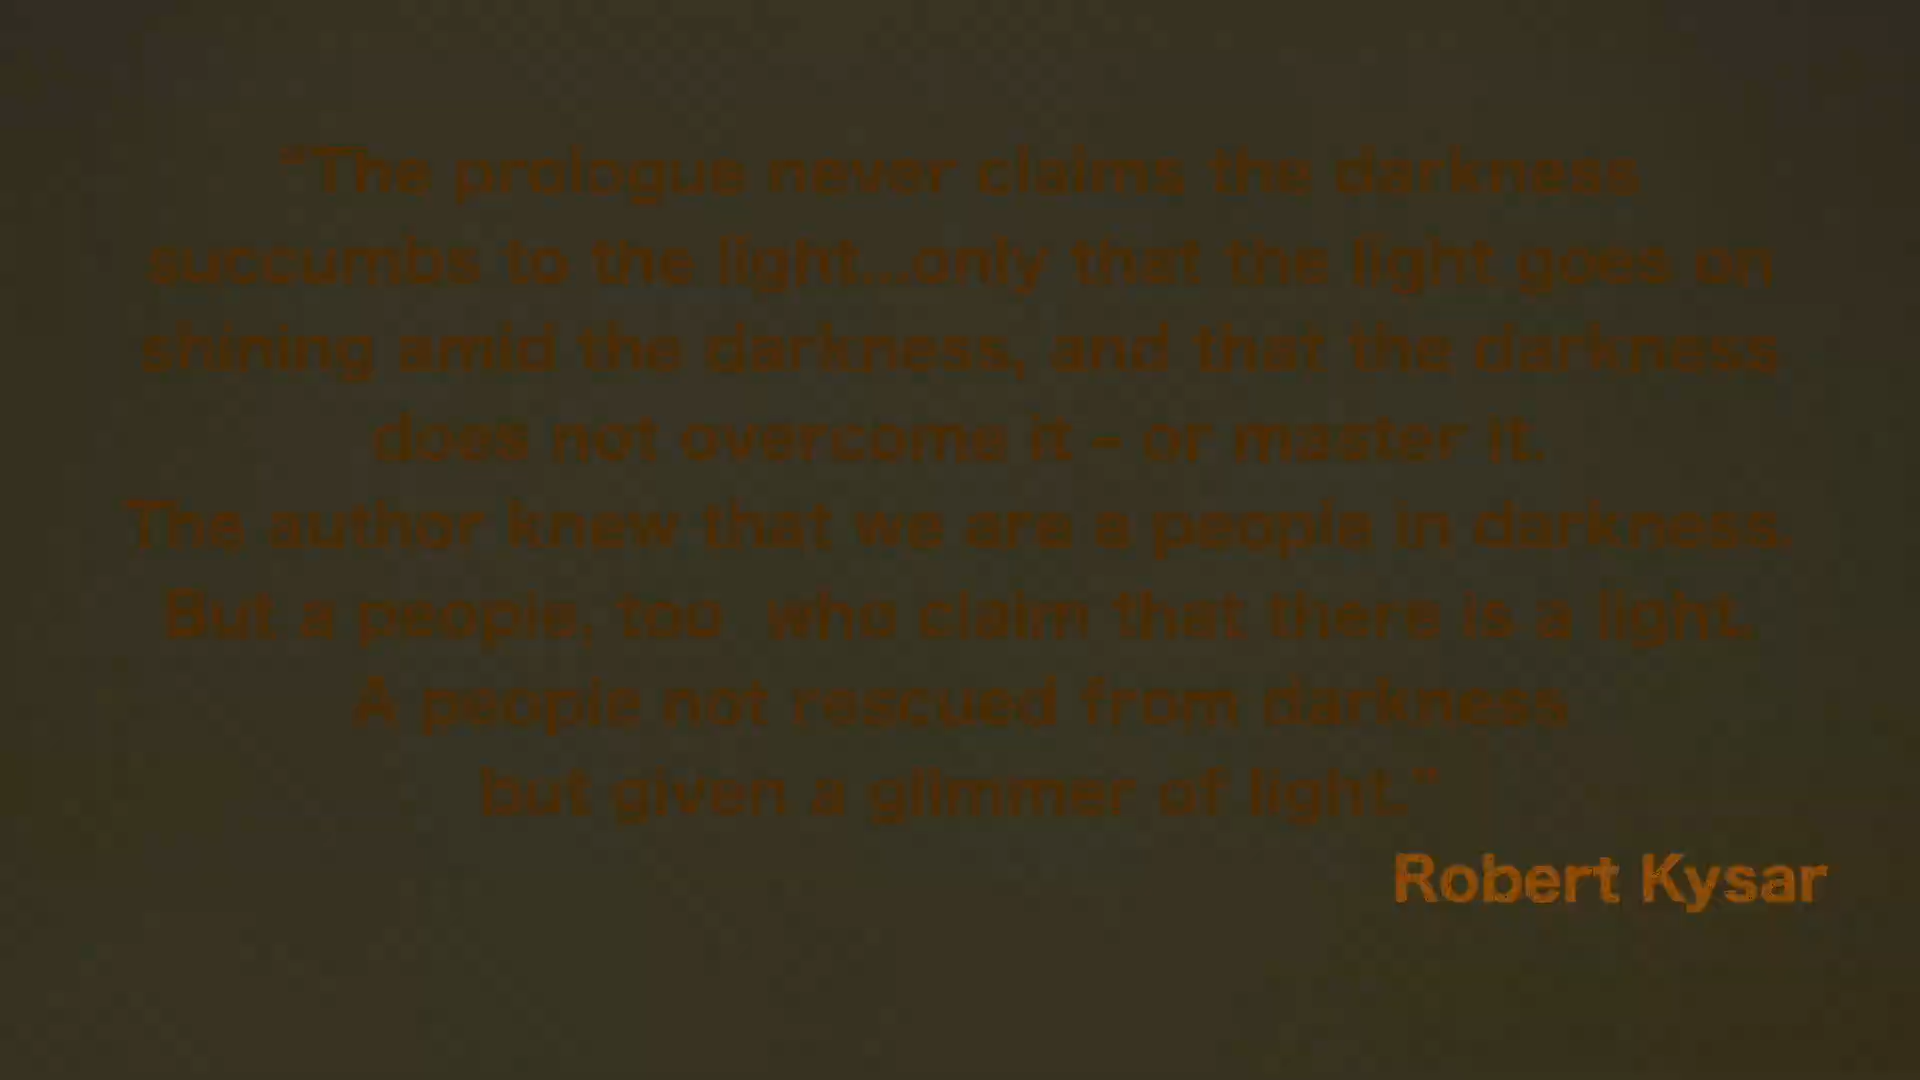 "The prologue never claims the darkness
succumbs to the light...only that the light goes on
shining amid the darkness, and that the darkness
does not overcome it – or master it.
The author knew that we are a people in darkness.
But a people, too  who claim that there is a light.
A people not rescued from darkness
but given a glimmer of light."
Robert Kysar